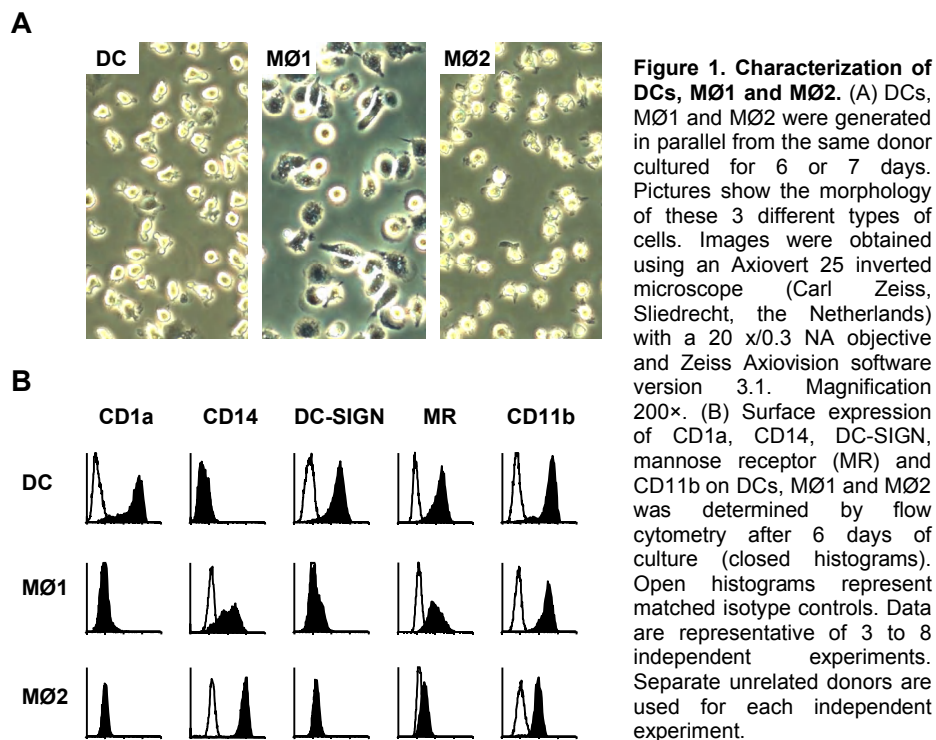 A
DC
MØ1
MØ2
Figure 1. Characterization of
DCs, MØ1 and MØ2. (A) DCs,
MØ1 and MØ2 were generated
in parallel from the same donor
cultured for 6 or 7 days.
Pictures show the morphology
of these 3 different types of
cells. Images were obtained
using an Axiovert 25 inverted
microscope (Carl Zeiss,
Sliedrecht, the Netherlands)
with a 20 x/0.3 NA objective
and Zeiss Axiovision software
version 3.1. Magnification
200×. (B) Surface expression
of CD1a, CD14, DC-SIGN,
mannose receptor (MR) and
CD11b on DCs, MØ1 and MØ2
was determined by flow
cytometry after 6 days of
culture (closed histograms).
Open histograms represent
matched isotype controls. Data
are representative of 3 to 8
independent experiments.
Separate unrelated donors are
used for each independent
experiment.
B
CD1a CD14 DC-SIGN MR CD11b
DC
MØ1
MØ2